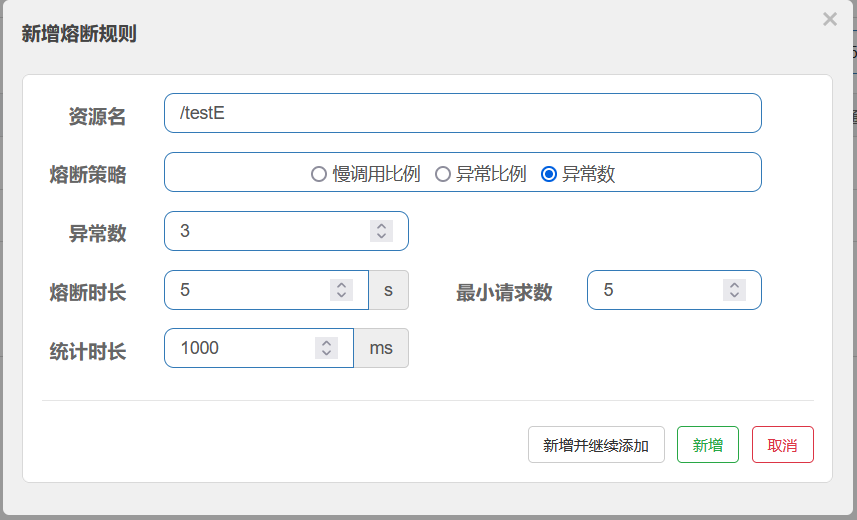 新增熔断规则
资源名 /testE
熔断策略 慢调用比例 异常比例 异常数
异常数 3
熔断时长 5 s 最小请求数 5
统计时长 1000 ms
新增并继续添加 新增 取消